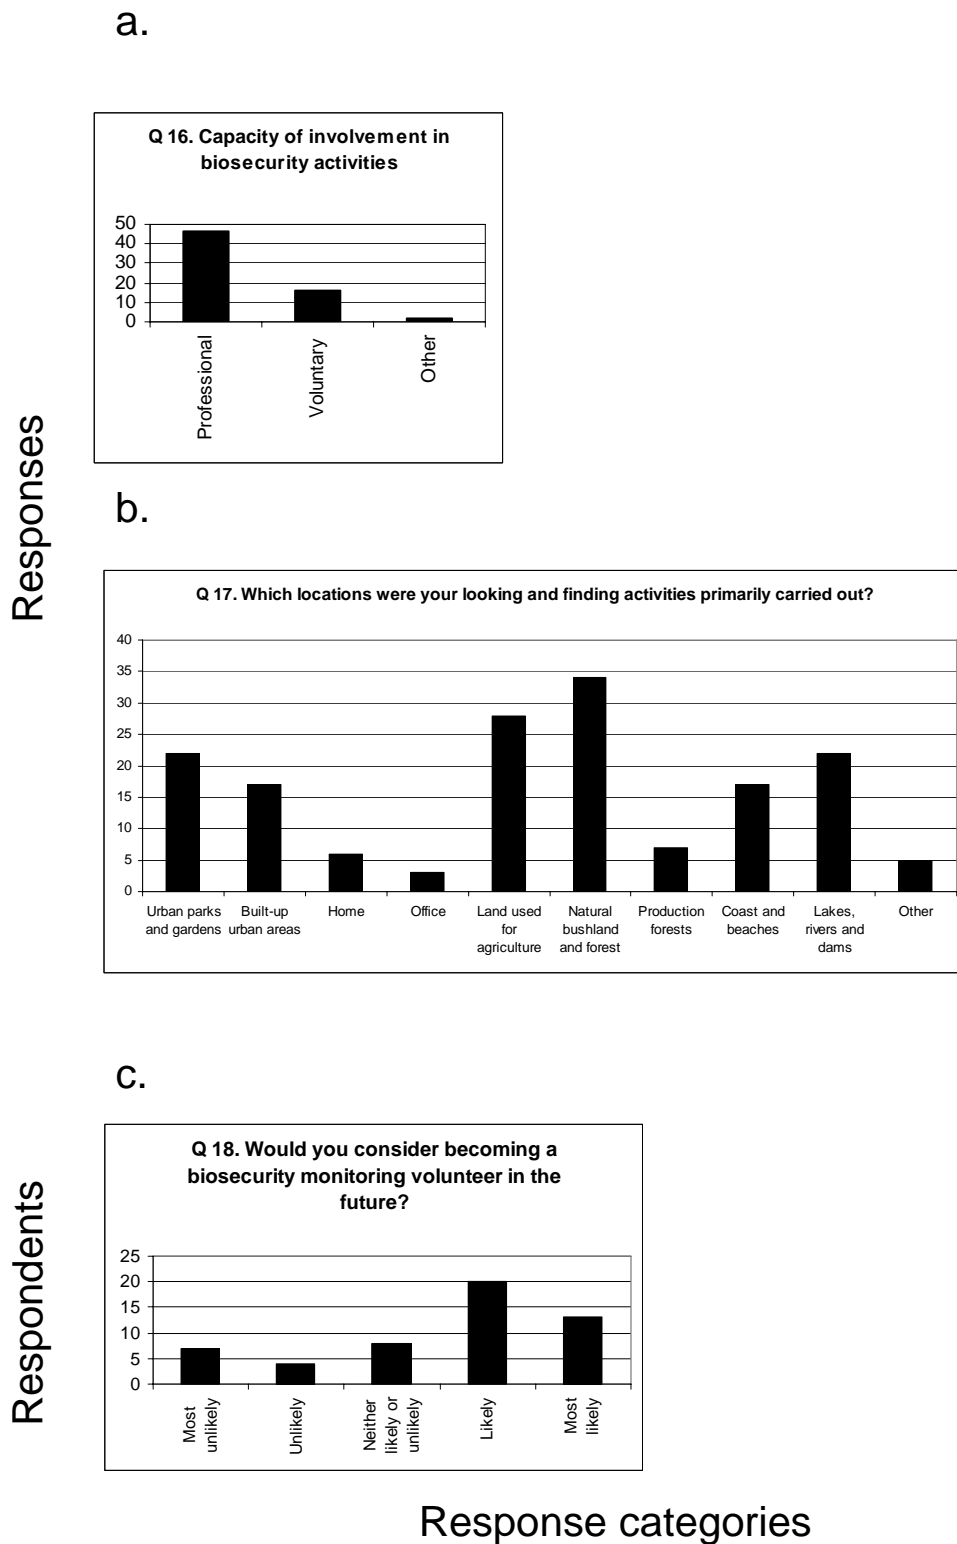 a.
Q 16. Capacity of involvement in
biosecurity activities
50
40
30
20
10
0
Professional
Voluntary
Other
Responses
b.
Q 17. Which locations were your looking and finding activities primarily carried out?
40
35
30
25
20
15
10
5
0
Urban parks
and gardens
Built-up
urban areas
Home
Office
Land used
for
agriculture
Natural
bushland
and forest
Production
forests
Coast and
beaches
Lakes,
rivers and
dams
Other
c.
Q 18. Would you consider becoming a
biosecurity monitoring volunteer in the
future?
25
20
15
10
5
0
Most
unlikely
Unlikely
Neither
likely or
unlikely
Likely
Most
likely
Respondents
Response categories